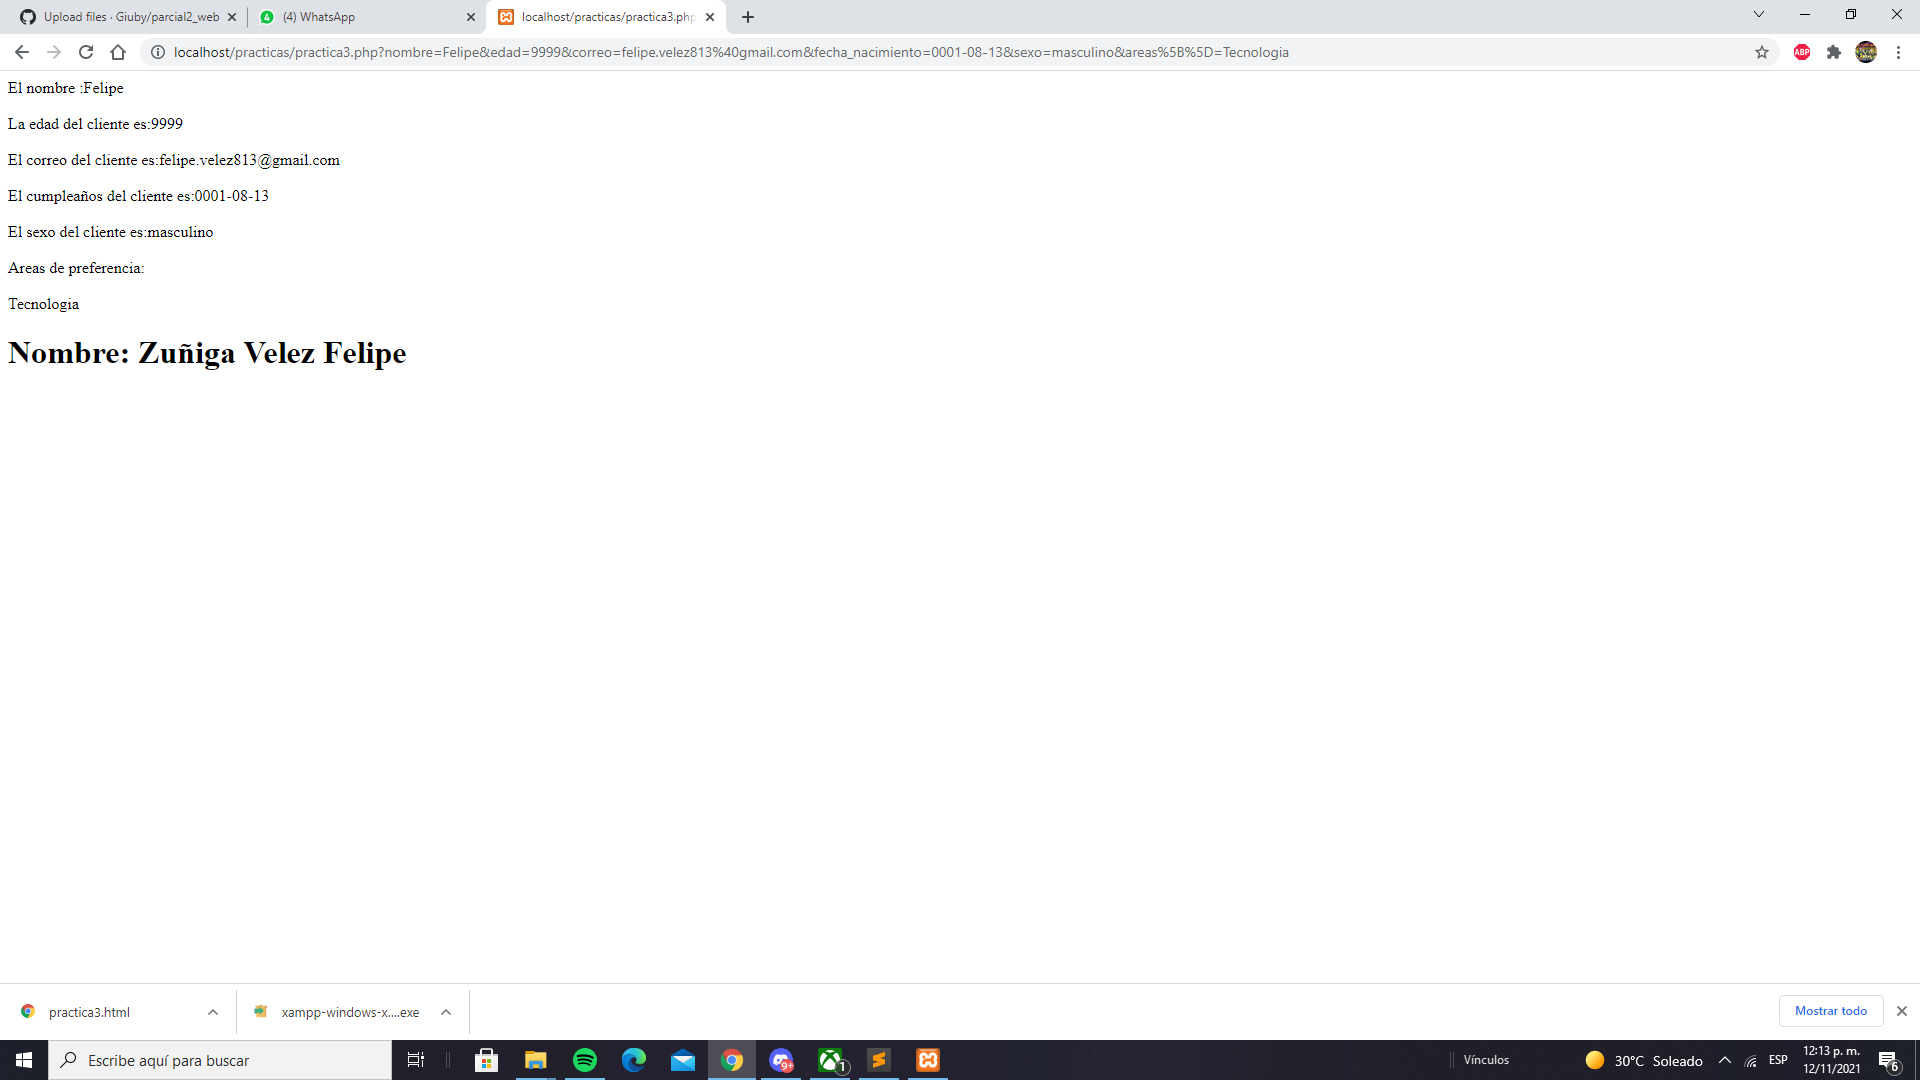 Upload files · Giuby/parcial2_web
(4) WhatsApp
localhost/practicas/practica3.php
localhost/practicas/practica3.php?nombre=Felipe&edad=9999&correo=felipe.velez813%40gmail.com&fecha_nacimiento=0001-08-13&sexo=masculino&areas%5B%5D=Tecnologia
ABP
El nombre :Felipe
La edad del cliente es:9999
El correo del cliente es:felipe.velez813@gmail.com
El cumpleaños del cliente es:0001-08-13
El sexo del cliente es:masculino
Areas de preferencia:
Tecnologia
Nombre: Zuñiga Velez Felipe
practica3.html
xampp-windows-x....exe
Mostrar todo
Escribe aquí para buscar
9+
1
Vínculos
30°C Soleado
ESP
12:13 p. m.
12/11/2021
6